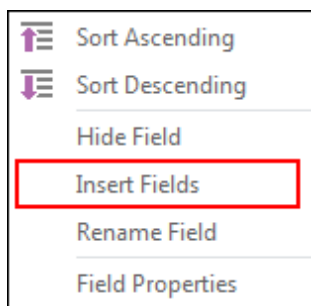 Sort Ascending
Sort Descending
Hide Field
Insert Fields
Rename Field
Field Properties